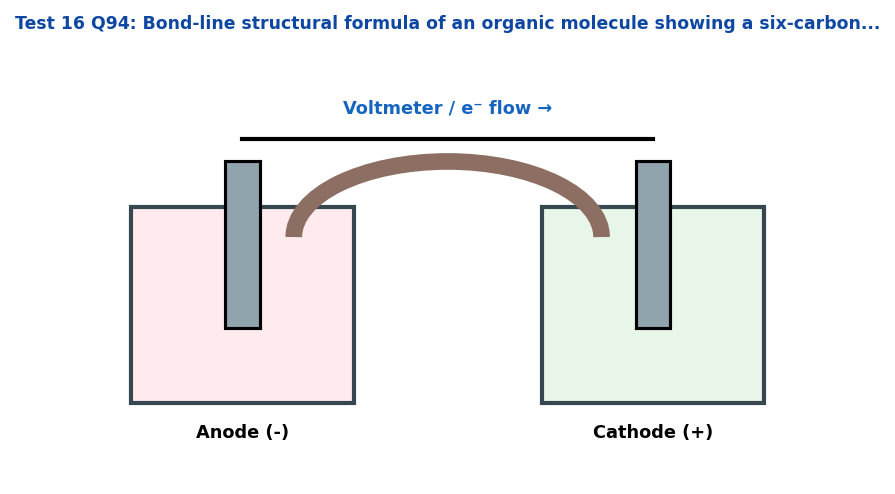 Test 16 Q94: Bond-line structural formula of an organic molecule showing a six-carbon...
Voltmeter / e⁻ flow →
Anode (-)
Cathode (+)